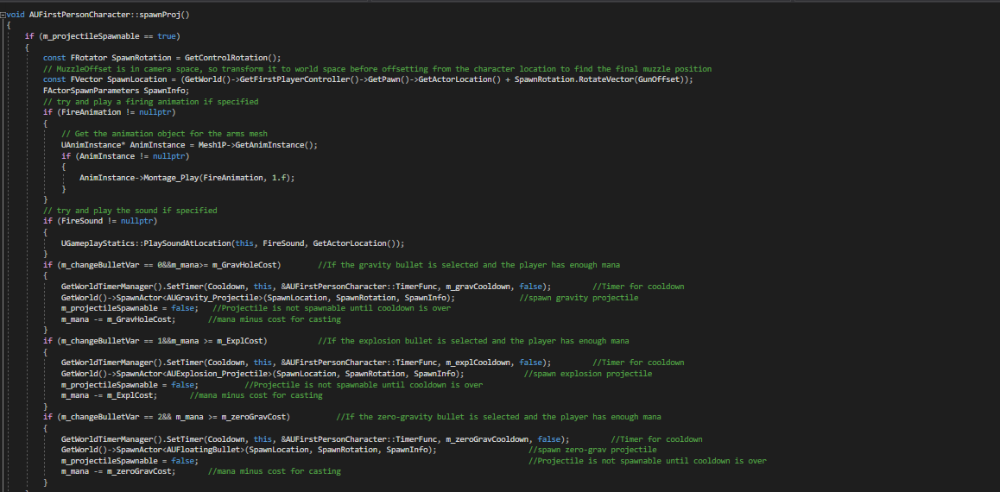 void AUFirstPersonCharacter::spawnProj()
{
if (m_projectileSpawnable == true)
{
const FRotator SpawnRotation = GetControlRotation();
// MuzzleOffset is in camera space, so transform it to world space before offsetting from the character location to find the final muzzle position
const FVector SpawnLocation = (GetWorld()->GetFirstPlayerController()->GetPawn()->GetActorLocation() + SpawnRotation.RotateVector(GunOffset));
FActorSpawnParameters SpawnInfo;
// try and play a firing animation if specified
if (FireAnimation != nullptr)
{
// Get the animation object for the arms mesh
UAnimInstance* AnimInstance = Mesh1P->GetAnimInstance();
if (AnimInstance != nullptr)
{
AnimInstance->Montage_Play(FireAnimation, 1.f);
}
}
// try and play the sound if specified
if (FireSound != nullptr)
{
UGameplayStatics::PlaySoundAtLocation(this, FireSound, GetActorLocation());
}
if (m_changeBulletVar == 0&&m_mana>= m_GravHoleCost) //If the gravity bullet is selected and the player has enough mana
{
GetWorldTimerManager().SetTimer(Cooldown, this, &AUFirstPersonCharacter::TimerFunc, m_gravCooldown, false); //Timer for cooldown
GetWorld()->SpawnActor<AUGravity_Projectile>(SpawnLocation, SpawnRotation, SpawnInfo); //spawn gravity projectile
m_projectileSpawnable = false; //Projectile is not spawnable until cooldown is over
m_mana -= m_GravHoleCost; //mana minus cost for casting
}
if (m_changeBulletVar == 1&&m_mana >= m_ExplCost) //If the explosion bullet is selected and the player has enough mana
{
GetWorldTimerManager().SetTimer(Cooldown, this, &AUFirstPersonCharacter::TimerFunc, m_explCooldown, false); //Timer for cooldown
GetWorld()->SpawnActor<AUExplosion_Projectile>(SpawnLocation, SpawnRotation, SpawnInfo); //spawn explosion projectile
m_projectileSpawnable = false; //Projectile is not spawnable until cooldown is over
m_mana -= m_ExplCost; //mana minus cost for casting
}
if (m_changeBulletVar == 2&& m_mana >= m_zeroGravCost) //If the zero-gravity bullet is selected and the player has enough mana
{
GetWorldTimerManager().SetTimer(Cooldown, this, &AUFirstPersonCharacter::TimerFunc, m_zeroGravCooldown, false); //Timer for cooldown
GetWorld()->SpawnActor<AUFloatingBullet>(SpawnLocation, SpawnRotation, SpawnInfo); //spawn zero-grav projectile
m_projectileSpawnable = false; //Projectile is not spawnable until cooldown is over
m_mana -= m_zeroGravCost; //mana minus cost for casting
}